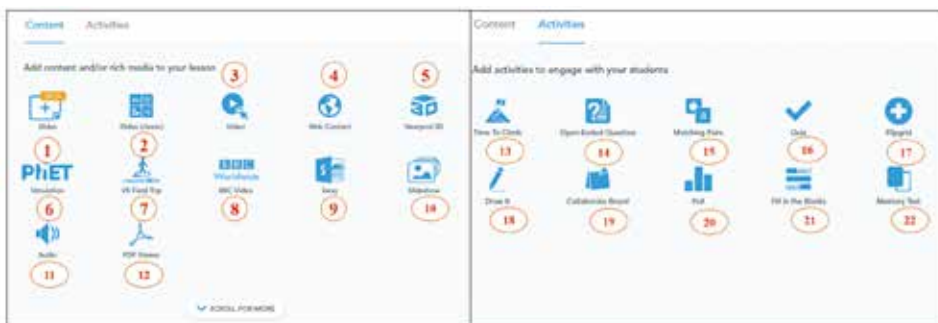 Content Activities
Add content and/or rich media to your lesson
3 4 5
Slide Slide (classic) Video Web Content Nearpod 3D
1 2
PhET
Simulation VR Field Trip BBC Video Sway Slideshow
6 7 8 9 10
Audio PDF Viewer
11 12
SCROLL FOR MORE
Content Activities
Add activities to engage with your students
Time To Climb Open-Ended Question Matching Pairs Quiz Flipgrid
13 14 15 16 17
Draw It Collaborate Board Poll Fill in the Blanks Memory Test
18 19 20 21 22